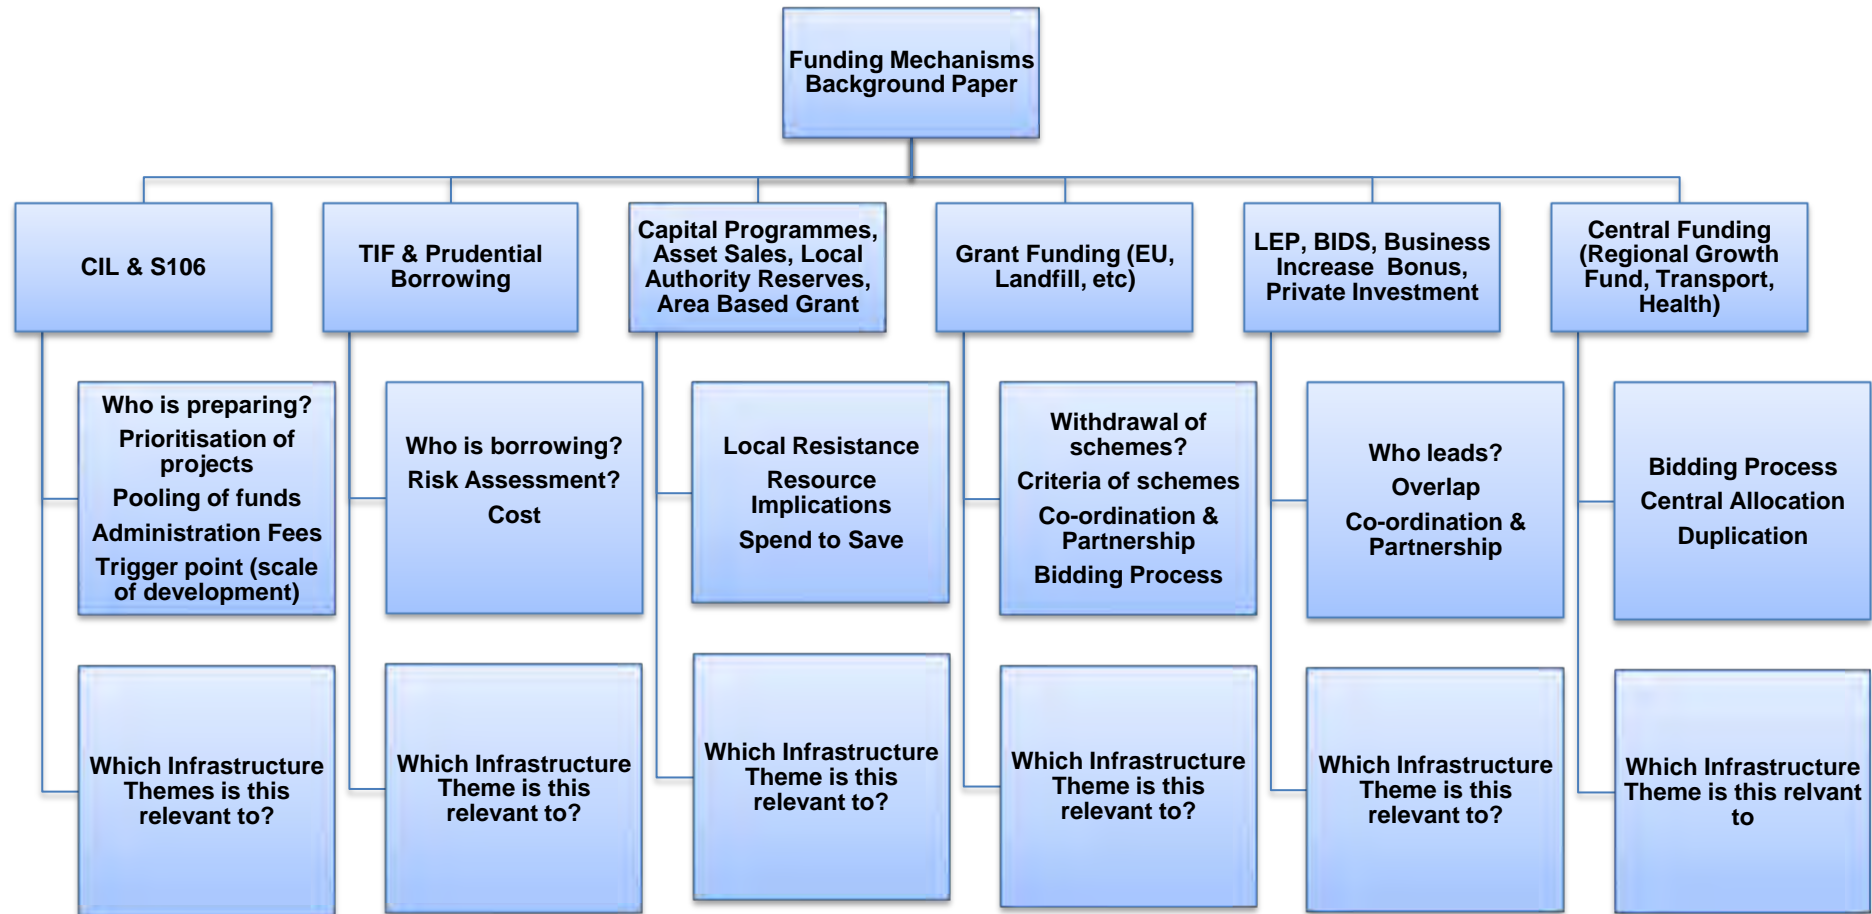 Funding Mechanisms
Background Paper
CIL & S106
TIF & Prudential
Borrowing
Capital Programmes,
Asset Sales, Local
Authority Reserves,
Area Based Grant
Grant Funding (EU,
Landfill, etc)
LEP, BIDS, Business
Increase Bonus,
Private Investment
Central Funding
(Regional Growth
Fund, Transport,
Health)
Who is preparing?
Prioritisation of
projects
Pooling of funds
Administration Fees
Trigger point (scale
of development)
Who is borrowing?
Risk Assessment?
Cost
Local Resistance
Resource
Implications
Spend to Save
Withdrawal of
schemes?
Criteria of schemes
Co-ordination &
Partnership
Bidding Process
Who leads?
Overlap
Co-ordination &
Partnership
Bidding Process
Central Allocation
Duplication
Which Infrastructure
Themes is this
relevant to?
Which Infrastructure
Theme is this
relevant to?
Which Infrastructure
Theme is this
relevant to?
Which Infrastructure
Theme is this
relevant to?
Which Infrastructure
Theme is this
relevant to?
Which Infrastructure
Theme is this relvant
to